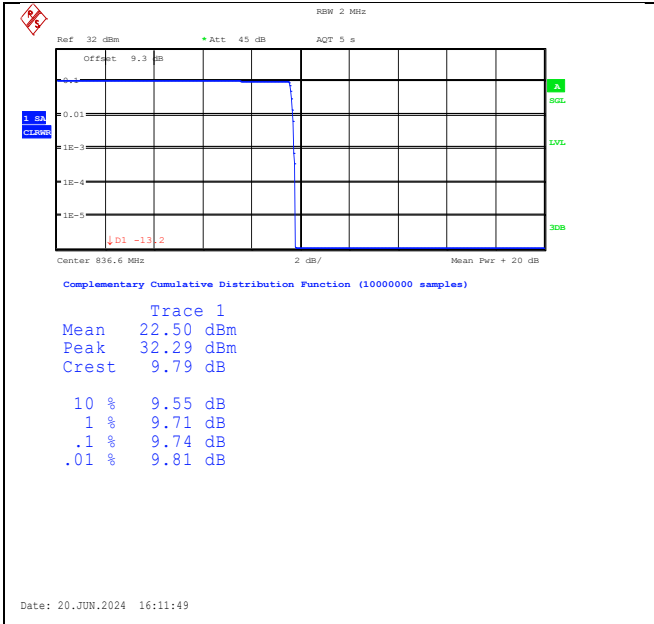 R S
RBW 2 MHz
Ref 32 dBm *Att 45 dB AQT 5 s
Offset 9.3 dB
0.1
A
SGL
1 SA
CLRWR
0.01
1E-3
LVL
1E-4
1E-5
3DB
↓D1 -13.2
Center 836.6 MHz 2 dB/ Mean Pwr + 20 dB
Complementary Cumulative Distribution Function (10000000 samples)
Trace 1
Mean 22.50 dBm
Peak 32.29 dBm
Crest 9.79 dB
10 % 9.55 dB
1 % 9.71 dB
.1 % 9.74 dB
.01 % 9.81 dB
Date: 20.JUN.2024 16:11:49